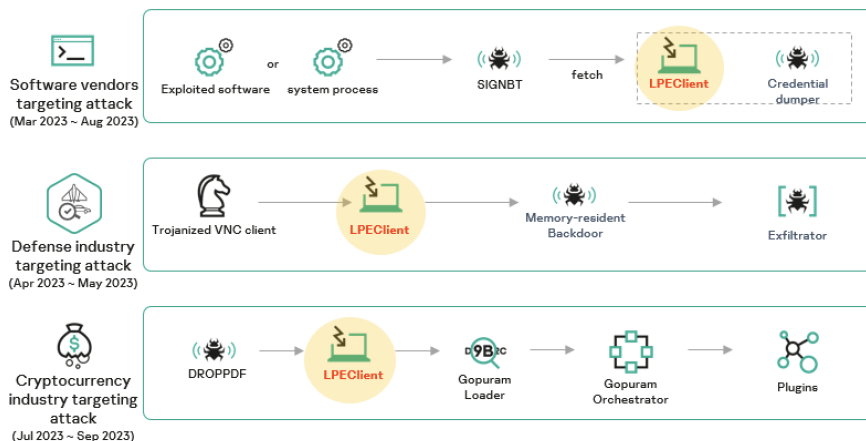 Software vendors
targeting attack
(Mar 2023 ~ Aug 2023)
Exploited software
or
system process
SIGNBT
fetch
LPEClient
Credential
dumper
Defense industry
targeting attack
(Apr 2023 ~ May 2023)
Trojanized VNC client
LPEClient
Memory-resident
Backdoor
Exfiltrator
Cryptocurrency
industry targeting
attack
(Jul 2023 ~ Sep 2023)
DROPPDF
LPEClient
D9B2C
Gopuram
Loader
Gopuram
Orchestrator
Plugins